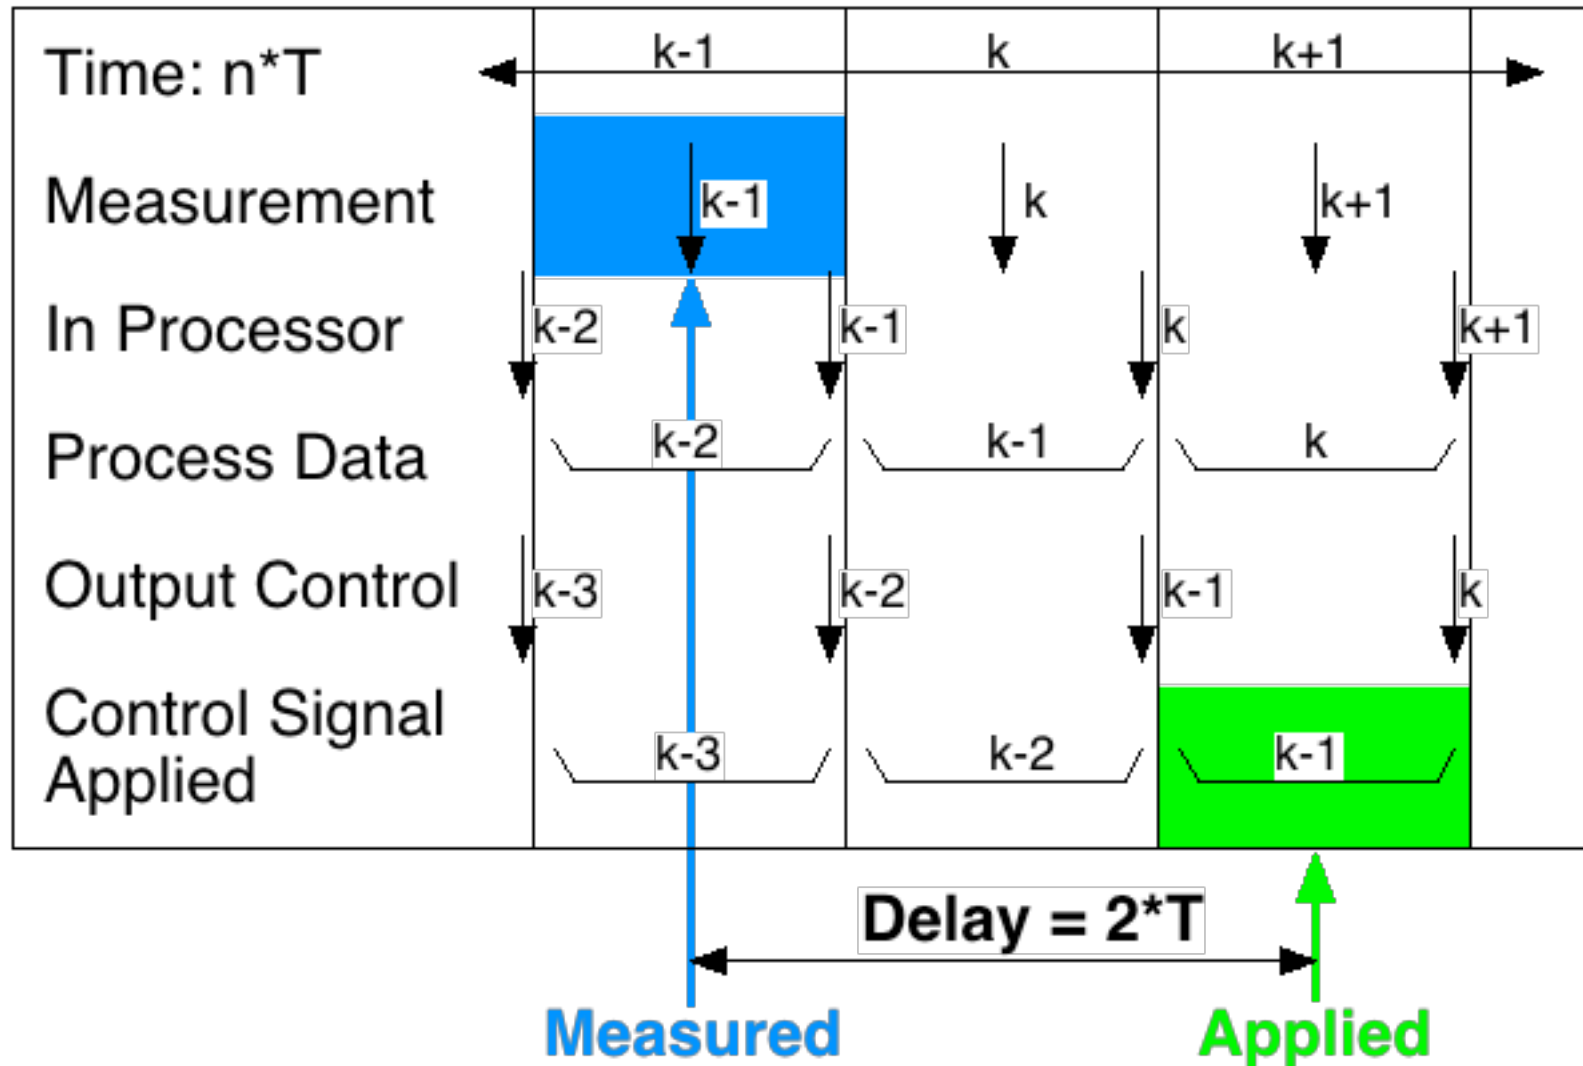 Time: n*T k-1 k k+1
Measurement k-1 k k+1
In Processor k-2 k-1 k k+1
Process Data k-2 k-1 k
Output Control k-3 k-2 k-1 k
Control Signal
Applied k-3 k-2 k-1
Delay = 2*T
Measured Applied